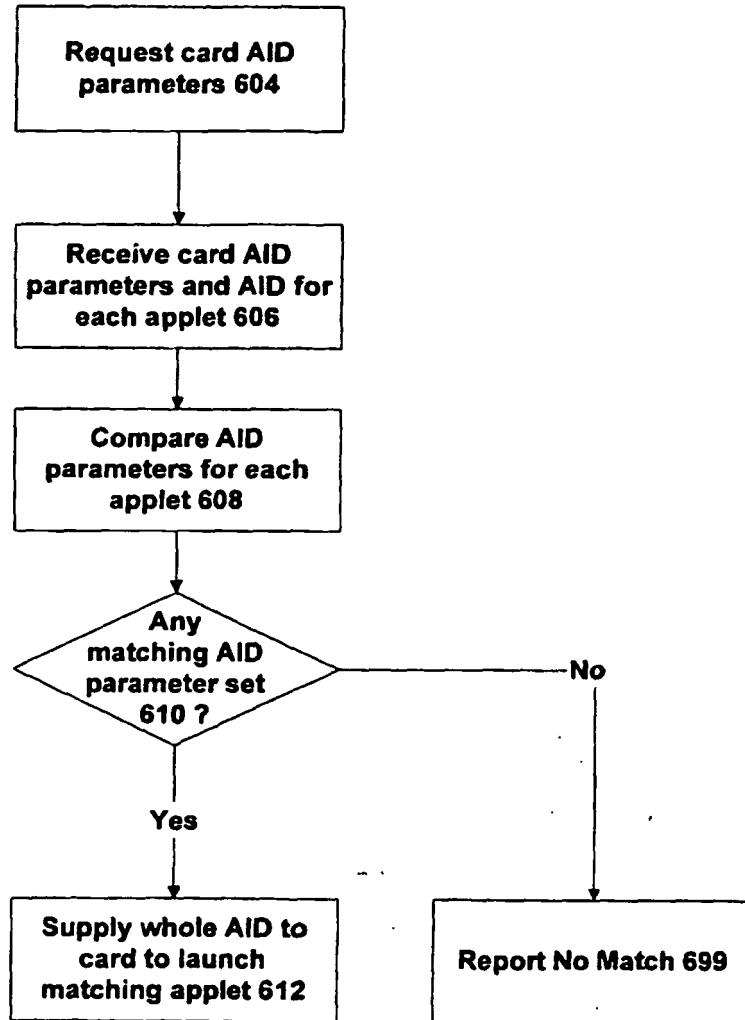 Request card AID
parameters 604
Receive card AID
parameters and AID for
each applet 606
Compare AID
parameters for each
applet 608
Any
matching AID
parameter set
610 ?
No
Yes
Supply whole AID to
card to launch
matching applet 612
Report No Match 699